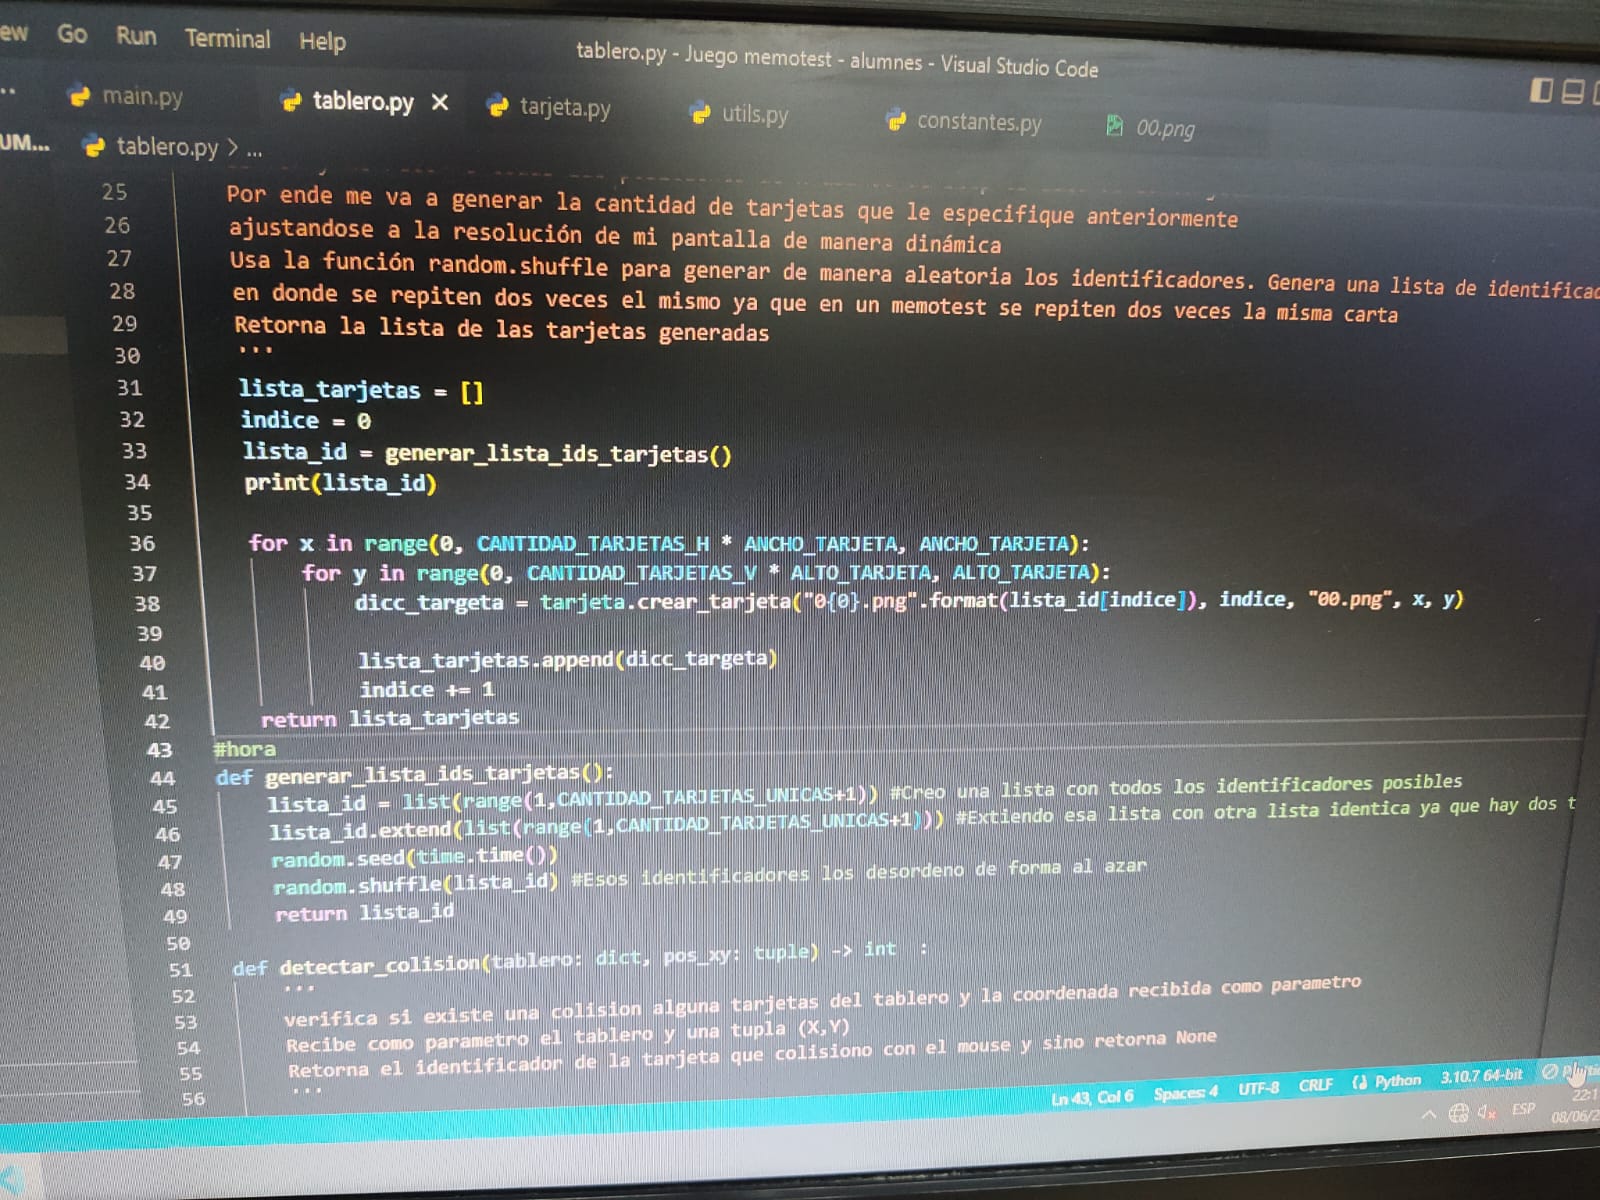 ew Go Run Terminal Help
tablero.py - Juego memotest - alumnes - Visual Studio Code
main.py tablero.py × tarjeta.py utils.py constantes.py 00.png
UM... tablero.py > ...
25 Por ende me va a generar la cantidad de tarjetas que le especifique anteriormente
26 ajustandose a la resolución de mi pantalla de manera dinámica
27 Usa la función random.shuffle para generar de manera aleatoria los identificadores. Genera una lista de identificad
28 en donde se repiten dos veces el mismo ya que en un memotest se repiten dos veces la misma carta
29 Retorna la lista de las tarjetas generadas
30 '''
31 lista_tarjetas = []
32 indice = 0
33 lista_id = generar_lista_ids_tarjetas()
34 print(lista_id)
35
36 for x in range(0, CANTIDAD_TARJETAS_H * ANCHO_TARJETA, ANCHO_TARJETA):
37 for y in range(0, CANTIDAD_TARJETAS_V * ALTO_TARJETA, ALTO_TARJETA):
38 dicc_targeta = tarjeta.crear_tarjeta("0{0}.png".format(lista_id[indice]), indice, "00.png", x, y)
39
40 lista_tarjetas.append(dicc_targeta)
41 indice += 1
42 return lista_tarjetas
43 #hora
44 def generar_lista_ids_tarjetas():
45 lista_id = list(range(1,CANTIDAD_TARJETAS_UNICAS+1)) #Creo una lista con todos los identificadores posibles
46 lista_id.extend(list(range(1,CANTIDAD_TARJETAS_UNICAS+1))) #Extiendo esa lista con otra lista identica ya que hay dos t
47 random.seed(time.time())
48 random.shuffle(lista_id) #Esos identificadores los desordeno de forma al azar
49 return lista_id
50
51 def detectar_colision(tablero: dict, pos_xy: tuple) -> int :
52 '''
53 verifica si existe una colision alguna tarjetas del tablero y la coordenada recibida como parametro
54 Recibe como parametro el tablero y una tupla (X,Y)
55 Retorna el identificador de la tarjeta que colisiono con el mouse y sino retorna None
56 '''
Ln 43, Col 6 Spaces: 4 UTF-8 CRLF Python 3.10.7 64-bit
ESP 22:1
08/06/2